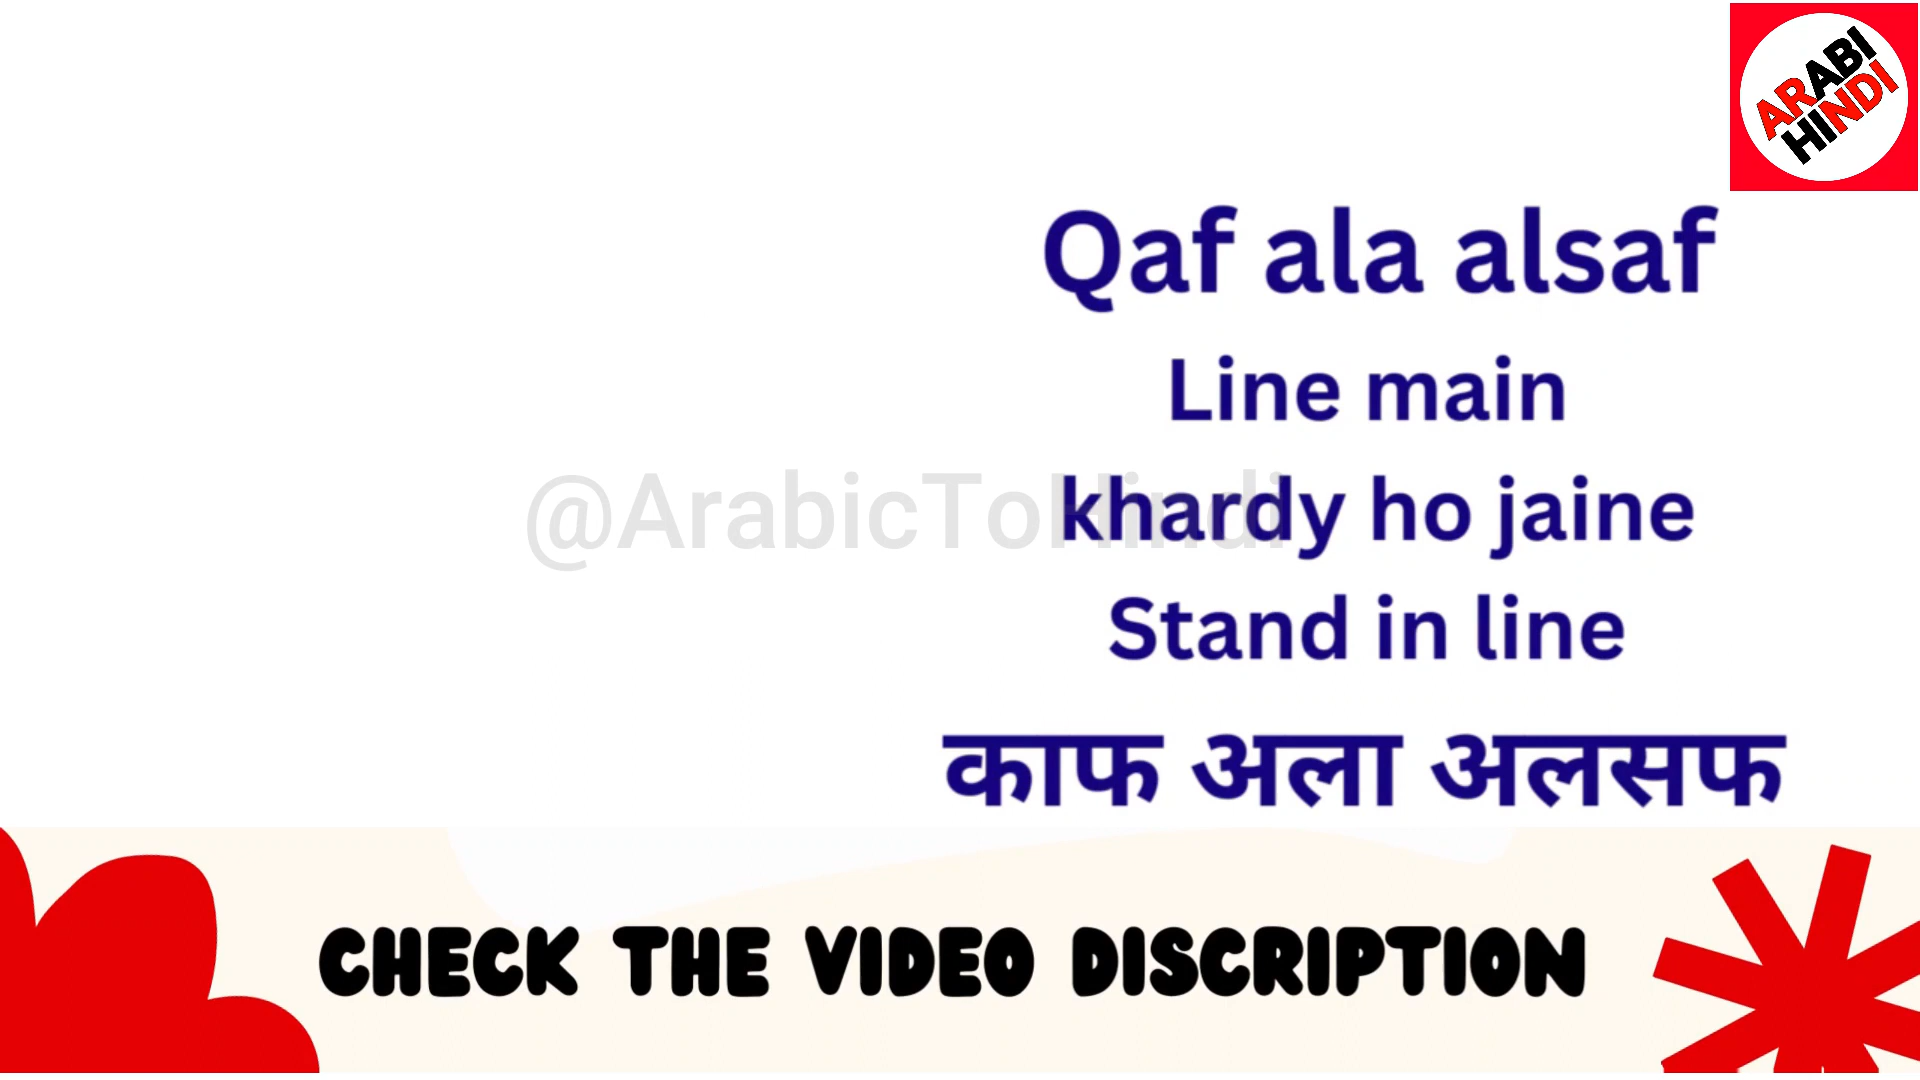 ARABI
HINDI
Qaf ala alsaf
Line main
khardy ho jaine
@ArabicToHindi
Stand in line
काफ अला अलसफ
CHECK THE VIDEO DISCRIPTION